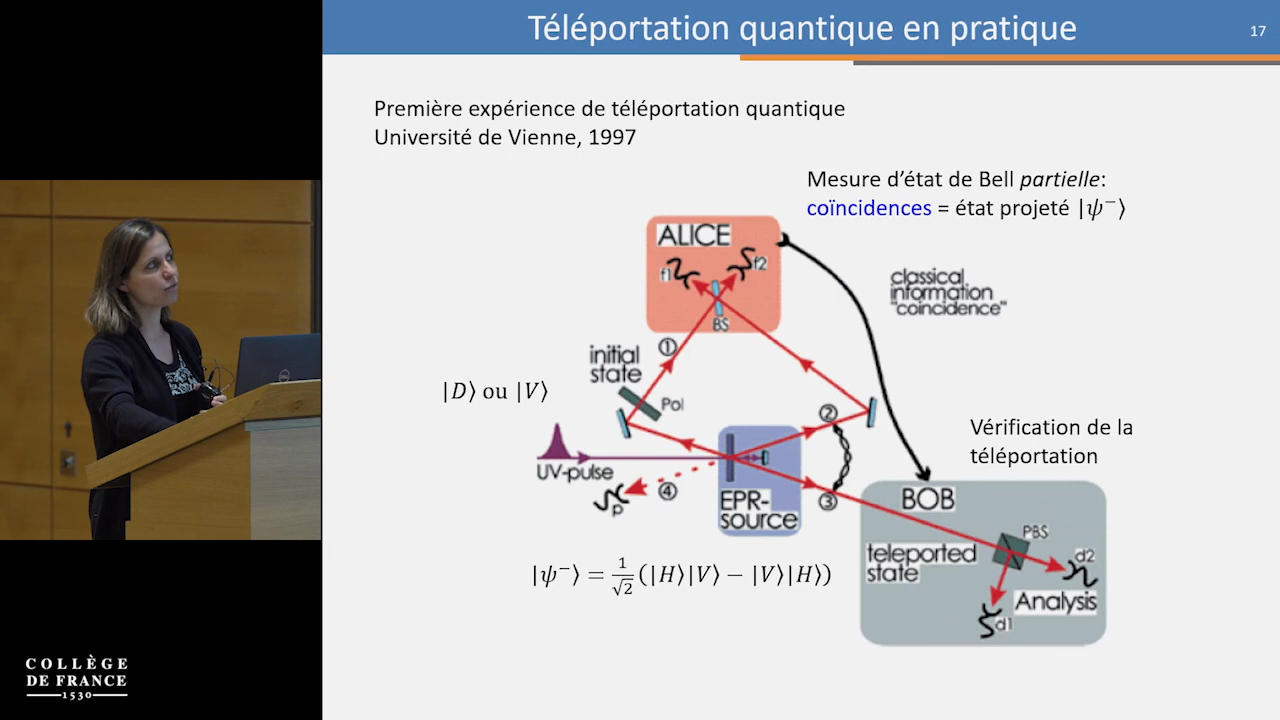 Téléportation quantique en pratique
17
Première expérience de téléportation quantique
Université de Vienne, 1997
Mesure d'état de Bell partielle:
coïncidences = état projeté |ψ⁻⟩
ALICE
f1
f2
BS
classical
information
"coincidence"
①
initial
state
Pol
|D⟩ ou |V⟩
②
UV-pulse
④
p
EPR-
source
③
Vérification de la
téléportation
BOB
PBS
teleported
state
d2
Analysis
d1
|ψ⁻⟩ = 1/√2 (|H⟩|V⟩ − |V⟩|H⟩)
COLLÈGE
DE FRANCE
1530